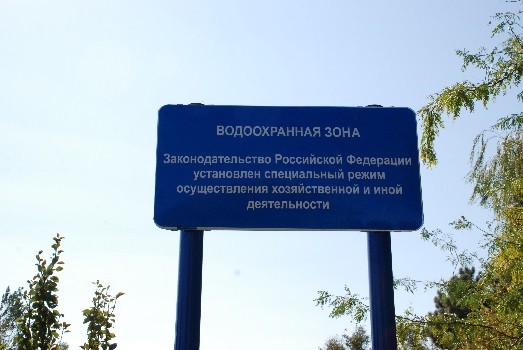 ВОДООХРАННАЯ ЗОНА
Законодательство Российской Федерации
установлен специальный режим
осуществления хозяйственной и иной
деятельности